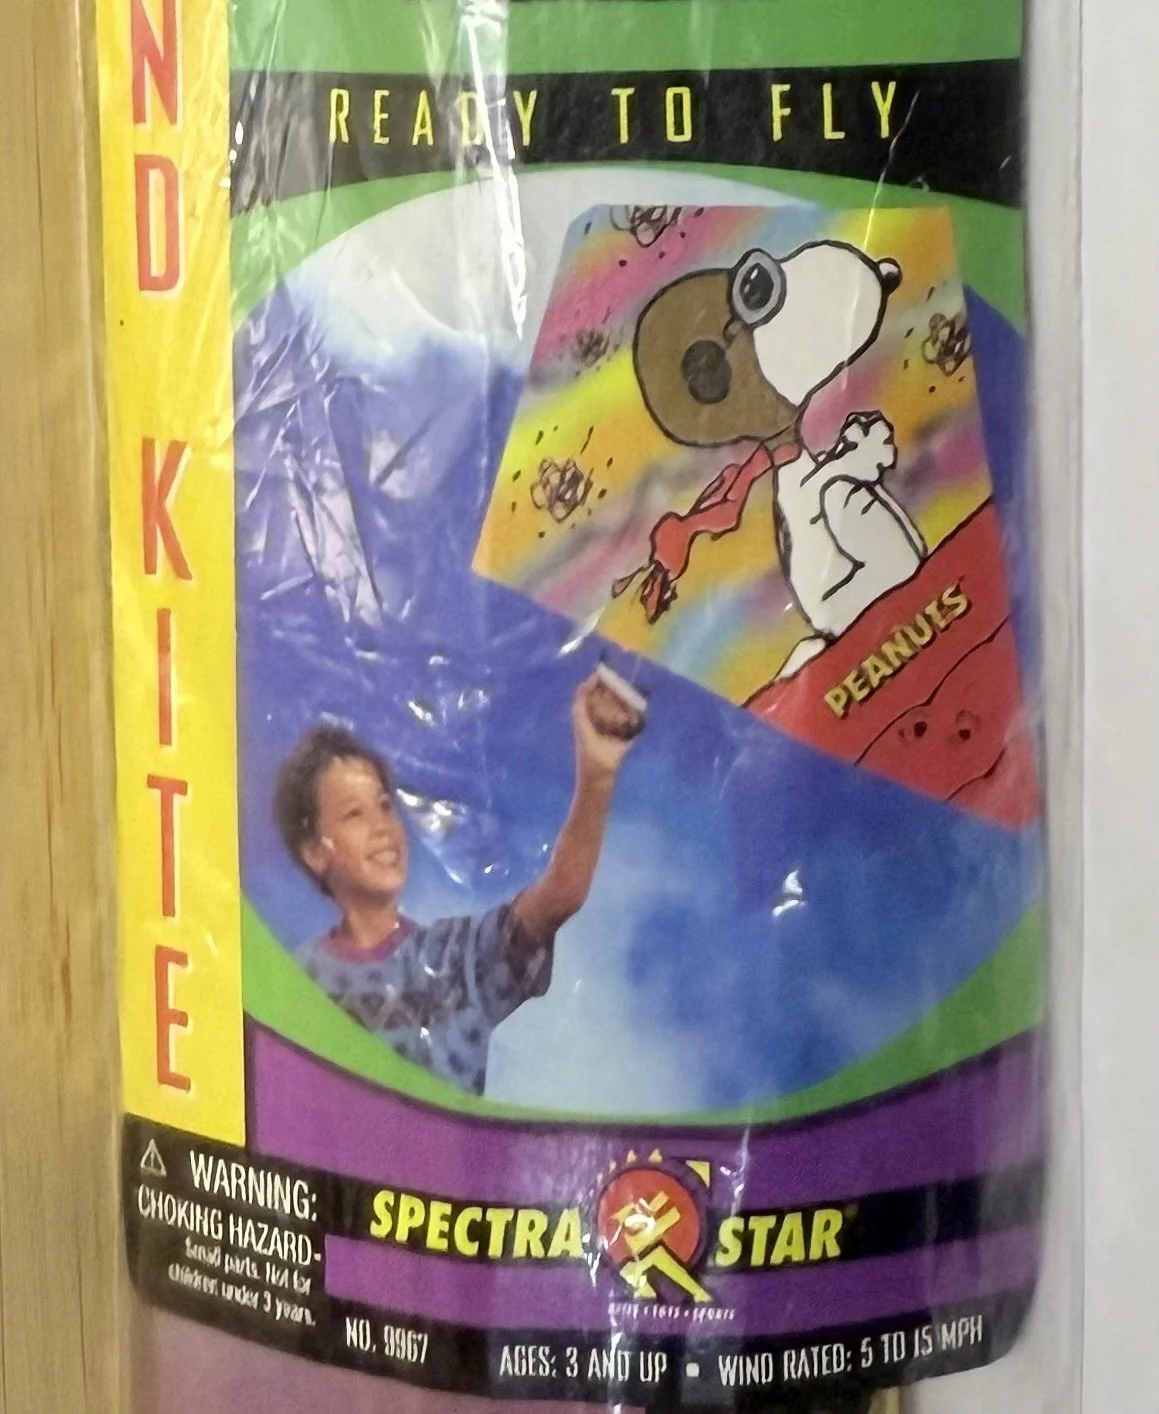 ND KITE
READY TO FLY
PEANUTS
WARNING:
CHOKING HAZARD-
Small parts. Not for
children under 3 years.
SPECTRA STAR®
NO. 9967
AGES: 3 AND UP • WIND RATED: 5 TO 15 MPH